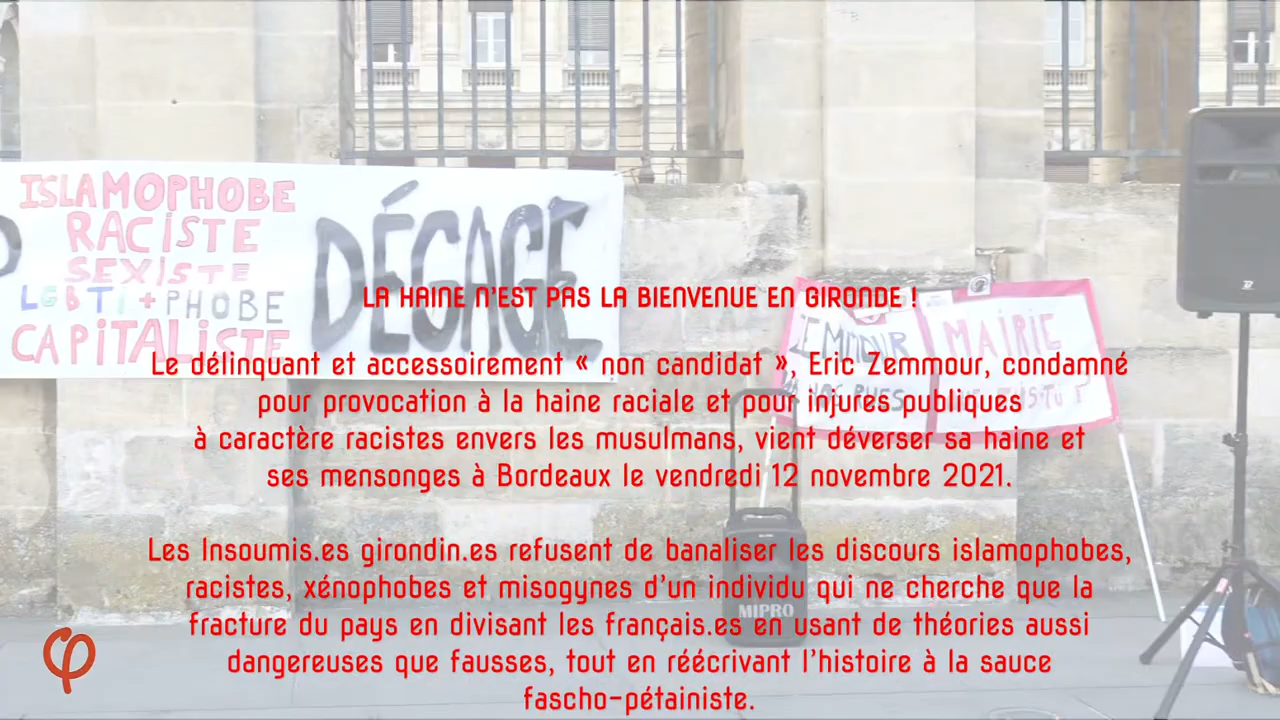 ISLAMOPHOBE
RACISTE
SEXISTE
LGBTI+PHOBE
CAPITALISTE
DÉGAGE
MAIRIE
LA HAINE N'EST PAS LA BIENVENUE EN GIRONDE !
Le délinquant et accessoirement « non candidat », Eric Zemmour, condamné
pour provocation à la haine raciale et pour injures publiques
à caractère racistes envers les musulmans, vient déverser sa haine et
ses mensonges à Bordeaux le vendredi 12 novembre 2021.
Les Insoumis.es girondin.es refusent de banaliser les discours islamophobes,
racistes, xénophobes et misogynes d'un individu qui ne cherche que la
fracture du pays en divisant les français.es en usant de théories aussi
dangereuses que fausses, tout en réécrivant l'histoire à la sauce
fascho-pétainiste.
MIPRO
φ